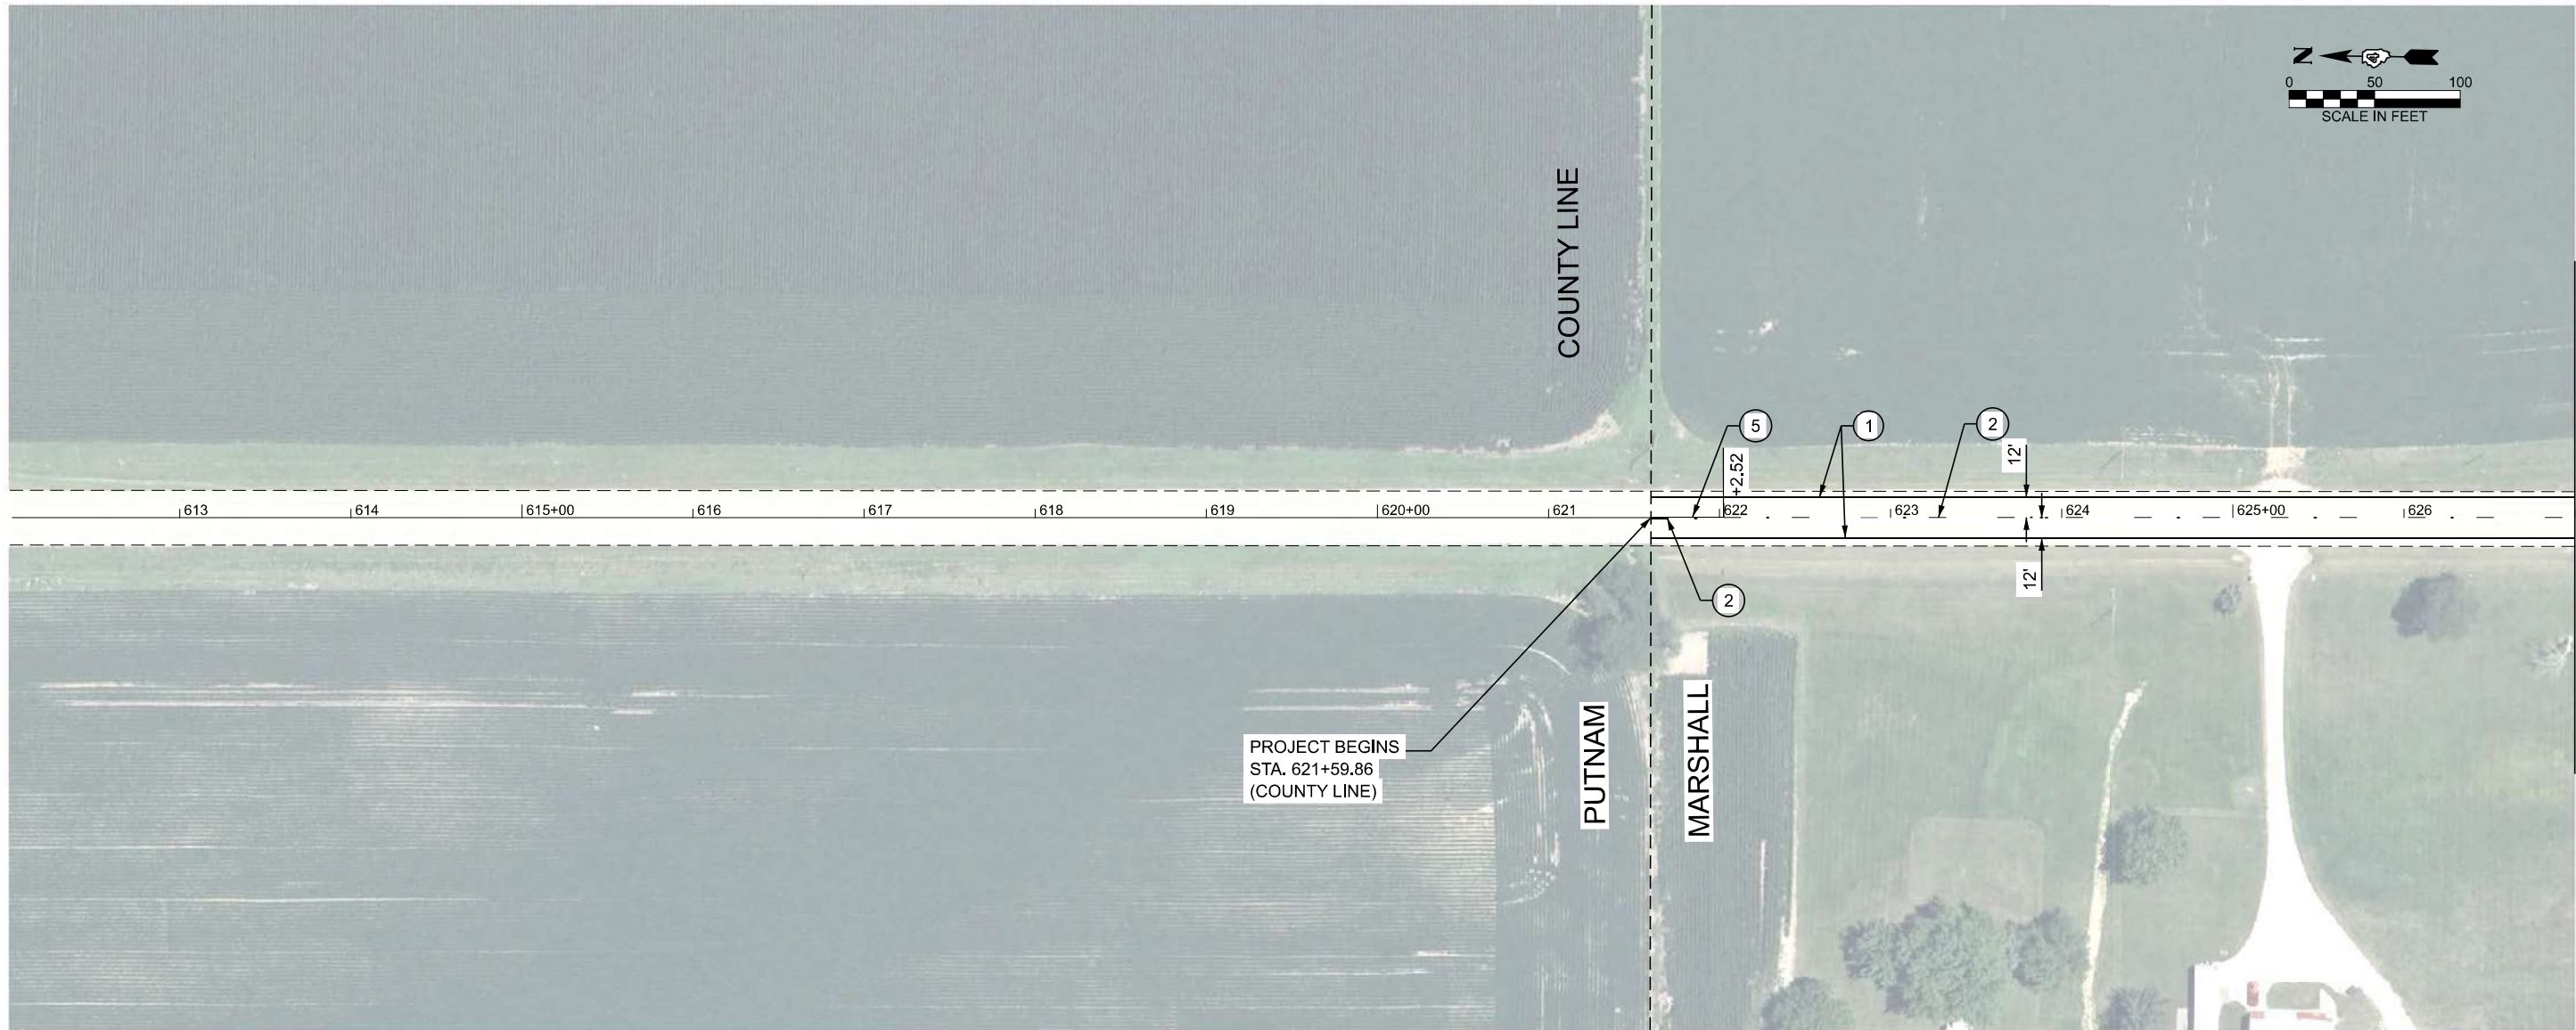 N
0 50 100
SCALE IN FEET
COUNTY LINE
5
1
2
12'
+2.52
613 614 615+00 616 617 618 619 620+00 621 622 623 624 625+00 626
12'
2
PROJECT BEGINS
STA. 621+59.86
(COUNTY LINE)
PUTNAM
MARSHALL